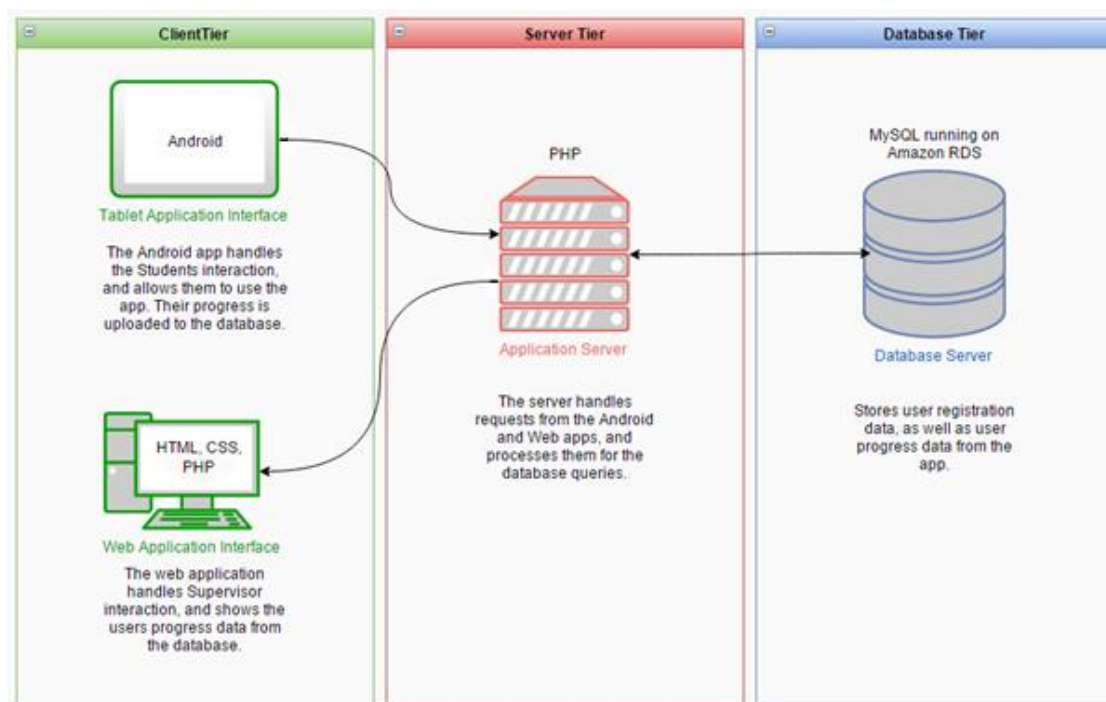 ClientTier
Android
Tablet Application Interface
The Android app handles
the Students interaction,
and allows them to use the
app. Their progress is
uploaded to the database.
HTML, CSS,
PHP
Web Application Interface
The web application
handles Supervisor
interaction, and shows the
users progress data from
the database.
Server Tier
PHP
Application Server
The server handles
requests from the Android
and Web apps, and
processes them for the
database queries.
Database Tier
MySQL running on
Amazon RDS
Database Server
Stores user registration
data, as well as user
progress data from the
app.